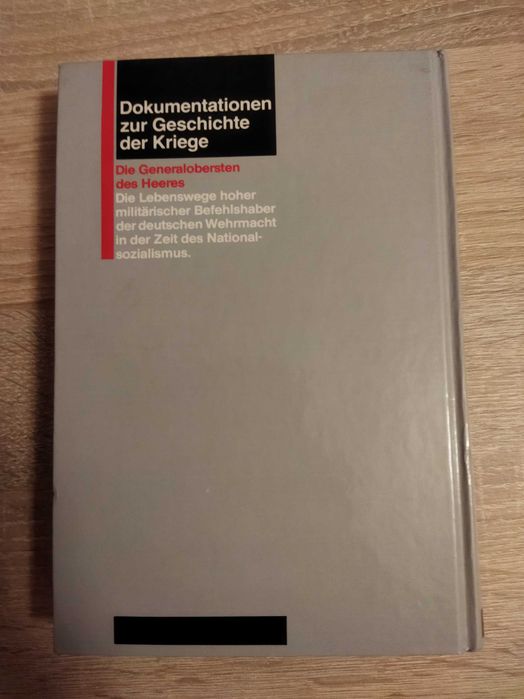 Dokumentationen
zur Geschichte
der Kriege
Die Generalobersten
des Heeres
Die Lebenswege hoher
militärischer Befehlshaber
der deutschen Wehrmacht
in der Zeit des National-
sozialismus.